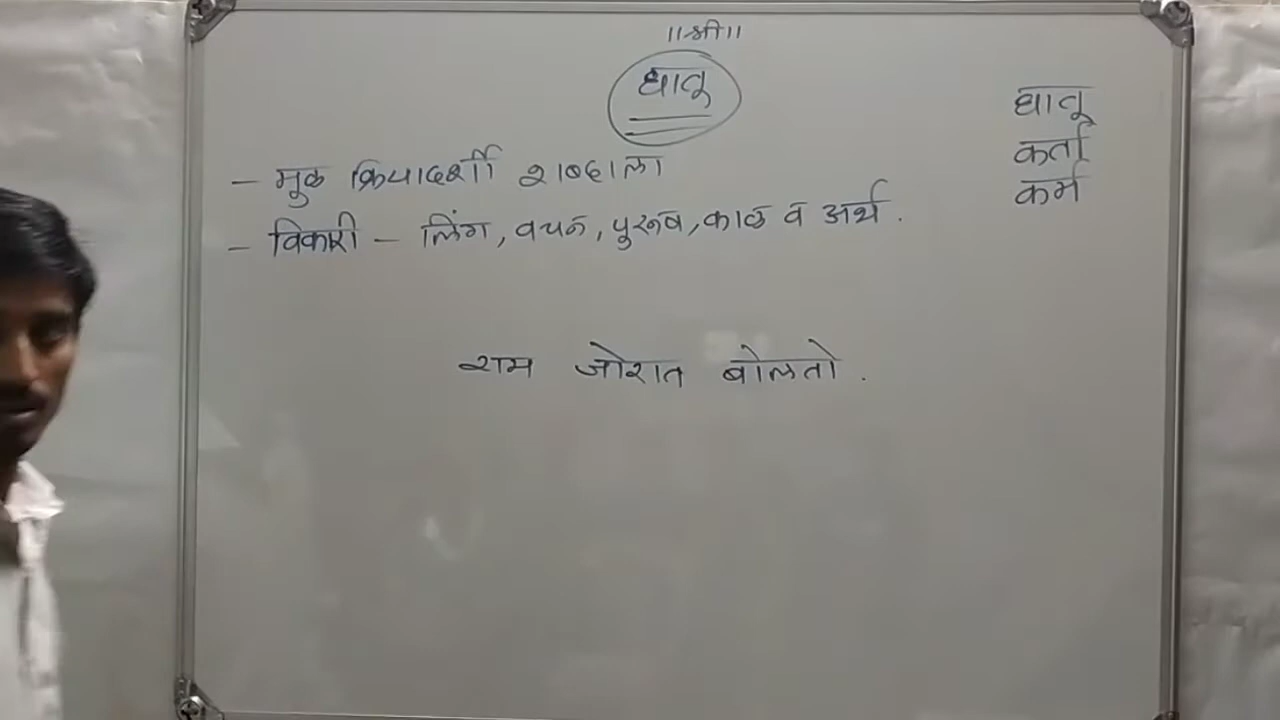 ॥श्री॥
धातू
- मुळ क्रियादर्शी शब्दाला
- विकारी - लिंग, वचन, पुरूष, काळ व अर्थ.
राम जोरात बोलतो.
धातू
कर्ता
कर्म